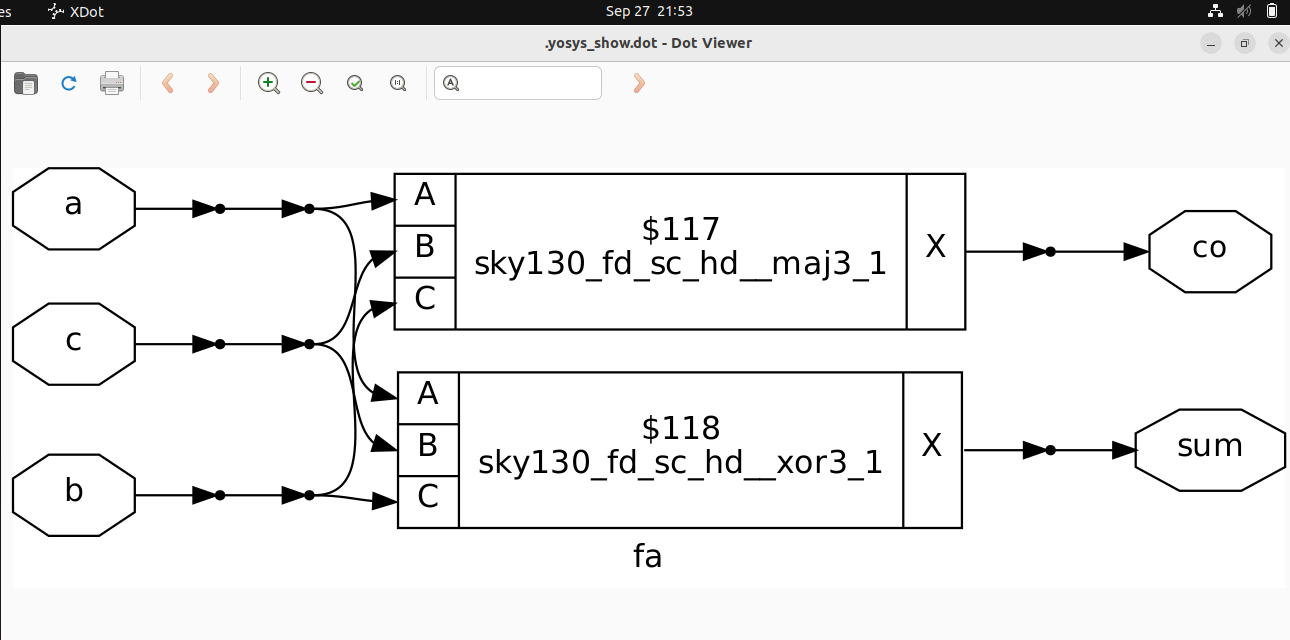 es XDot Sep 27 21:53
.yosys_show.dot - Dot Viewer
a
c
b
A
B
C
$117
sky130_fd_sc_hd__maj3_1
X
co
A
B
C
$118
sky130_fd_sc_hd__xor3_1
X
sum
fa